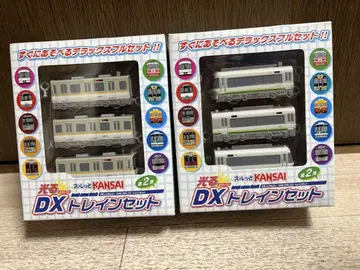 すぐにあそべるデラックスフルセット!!
光る
スルッとKANSAI
DXトレインセット
第2弾
すぐにあそべるデラックスフルセット!!
光る
スルッとKANSAI
DXトレインセット
第2弾